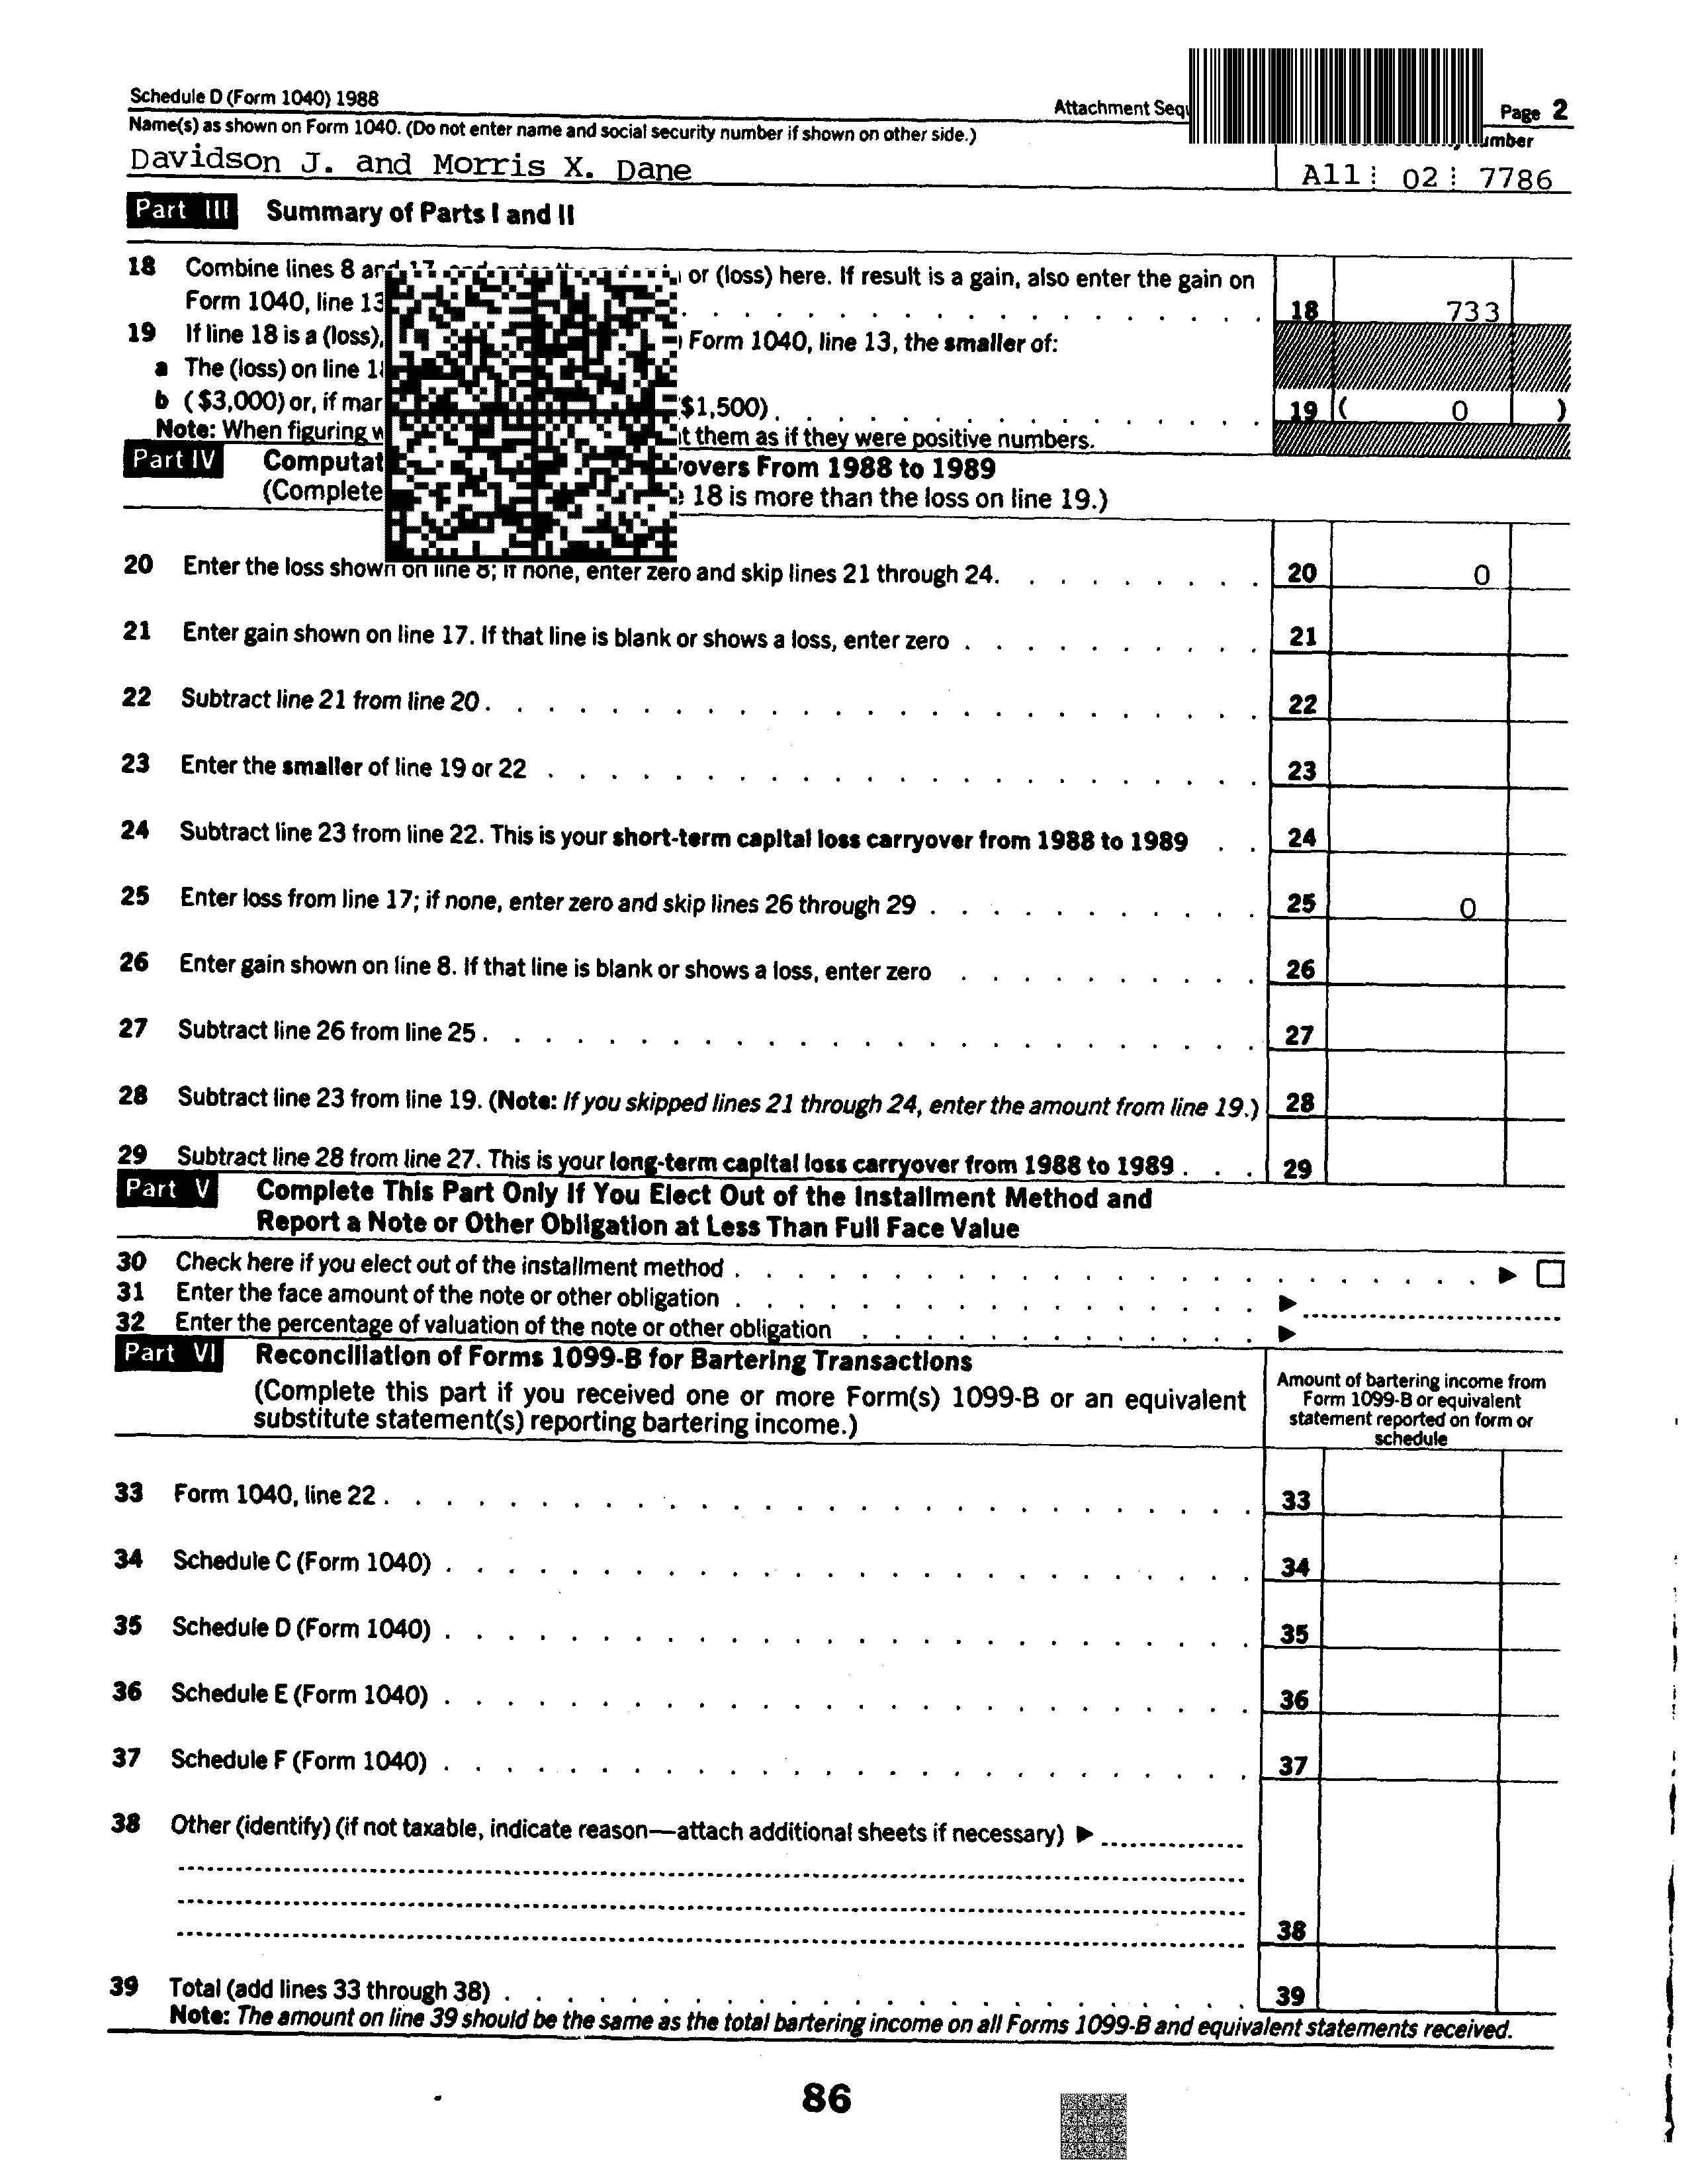 Schedule D (Form 1040) 1988
Attachment Page 2
Name(s) as shown on Form 1040. (Do not enter name and social security number if shown on other side.)
Davidson J. and Morris X. Dane
A11 02 7786
Part III Summary of Parts I and II
18 Combine lines 8 or (loss) here. If result is a gain, also enter the gain on
Form 1040, line 18 733
19 If line 18 is a (loss), Form 1040, line 13, the smaller of:
a The (loss) on line
b ($3,000) or, if $1,500) . . . 19 ( 0 )
Note: When figuring them as if they were positive numbers.
Part IV From 1988 to 1989
(Complete 18 is more than the loss on line 19.)
20 Enter the loss shown on line 8; if none, enter zero and skip lines 21 through 24. 20 0
21 Enter gain shown on line 17. If that line is blank or shows a loss, enter zero 21
22 Subtract line 21 from line 20 . 22
23 Enter the smaller of line 19 or 22 23
24 Subtract line 23 from line 22. This is your short-term capital loss carryover from 1988 to 1989 24
25 Enter loss from line 17; if none, enter zero and skip lines 26 through 29 . 25 0
26 Enter gain shown on line 8. If that line is blank or shows a loss, enter zero 26
27 Subtract line 26 from line 25 . 27
28 Subtract line 23 from line 19. (Note: If you skipped lines 21 through 24, enter the amount from line 19.) 28
29 Subtract line 28 from line 27. This is your long-term capital loss carryover from 1988 to 1989 . 29
Part V Complete This Part Only If You Elect Out of the Installment Method and
Report a Note or Other Obligation at Less Than Full Face Value
30 Check here if you elect out of the installment method . ▶ ☐
31 Enter the face amount of the note or other obligation . ▶
32 Enter the percentage of valuation of the note or other obligation ▶
Part VI Reconciliation of Forms 1099-B for Bartering Transactions
(Complete this part if you received one or more Form(s) 1099-B or an equivalent
substitute statement(s) reporting bartering income.)
Amount of bartering income from
Form 1099-B or equivalent
statement reported on form or
schedule
33 Form 1040, line 22 . 33
34 Schedule C (Form 1040) . 34
35 Schedule D (Form 1040) . 35
36 Schedule E (Form 1040) . 36
37 Schedule F (Form 1040) . 37
38 Other (identify) (if not taxable, indicate reason—attach additional sheets if necessary) ▶
38
39 Total (add lines 33 through 38) . 39
Note: The amount on line 39 should be the same as the total bartering income on all Forms 1099-B and equivalent statements received.
86